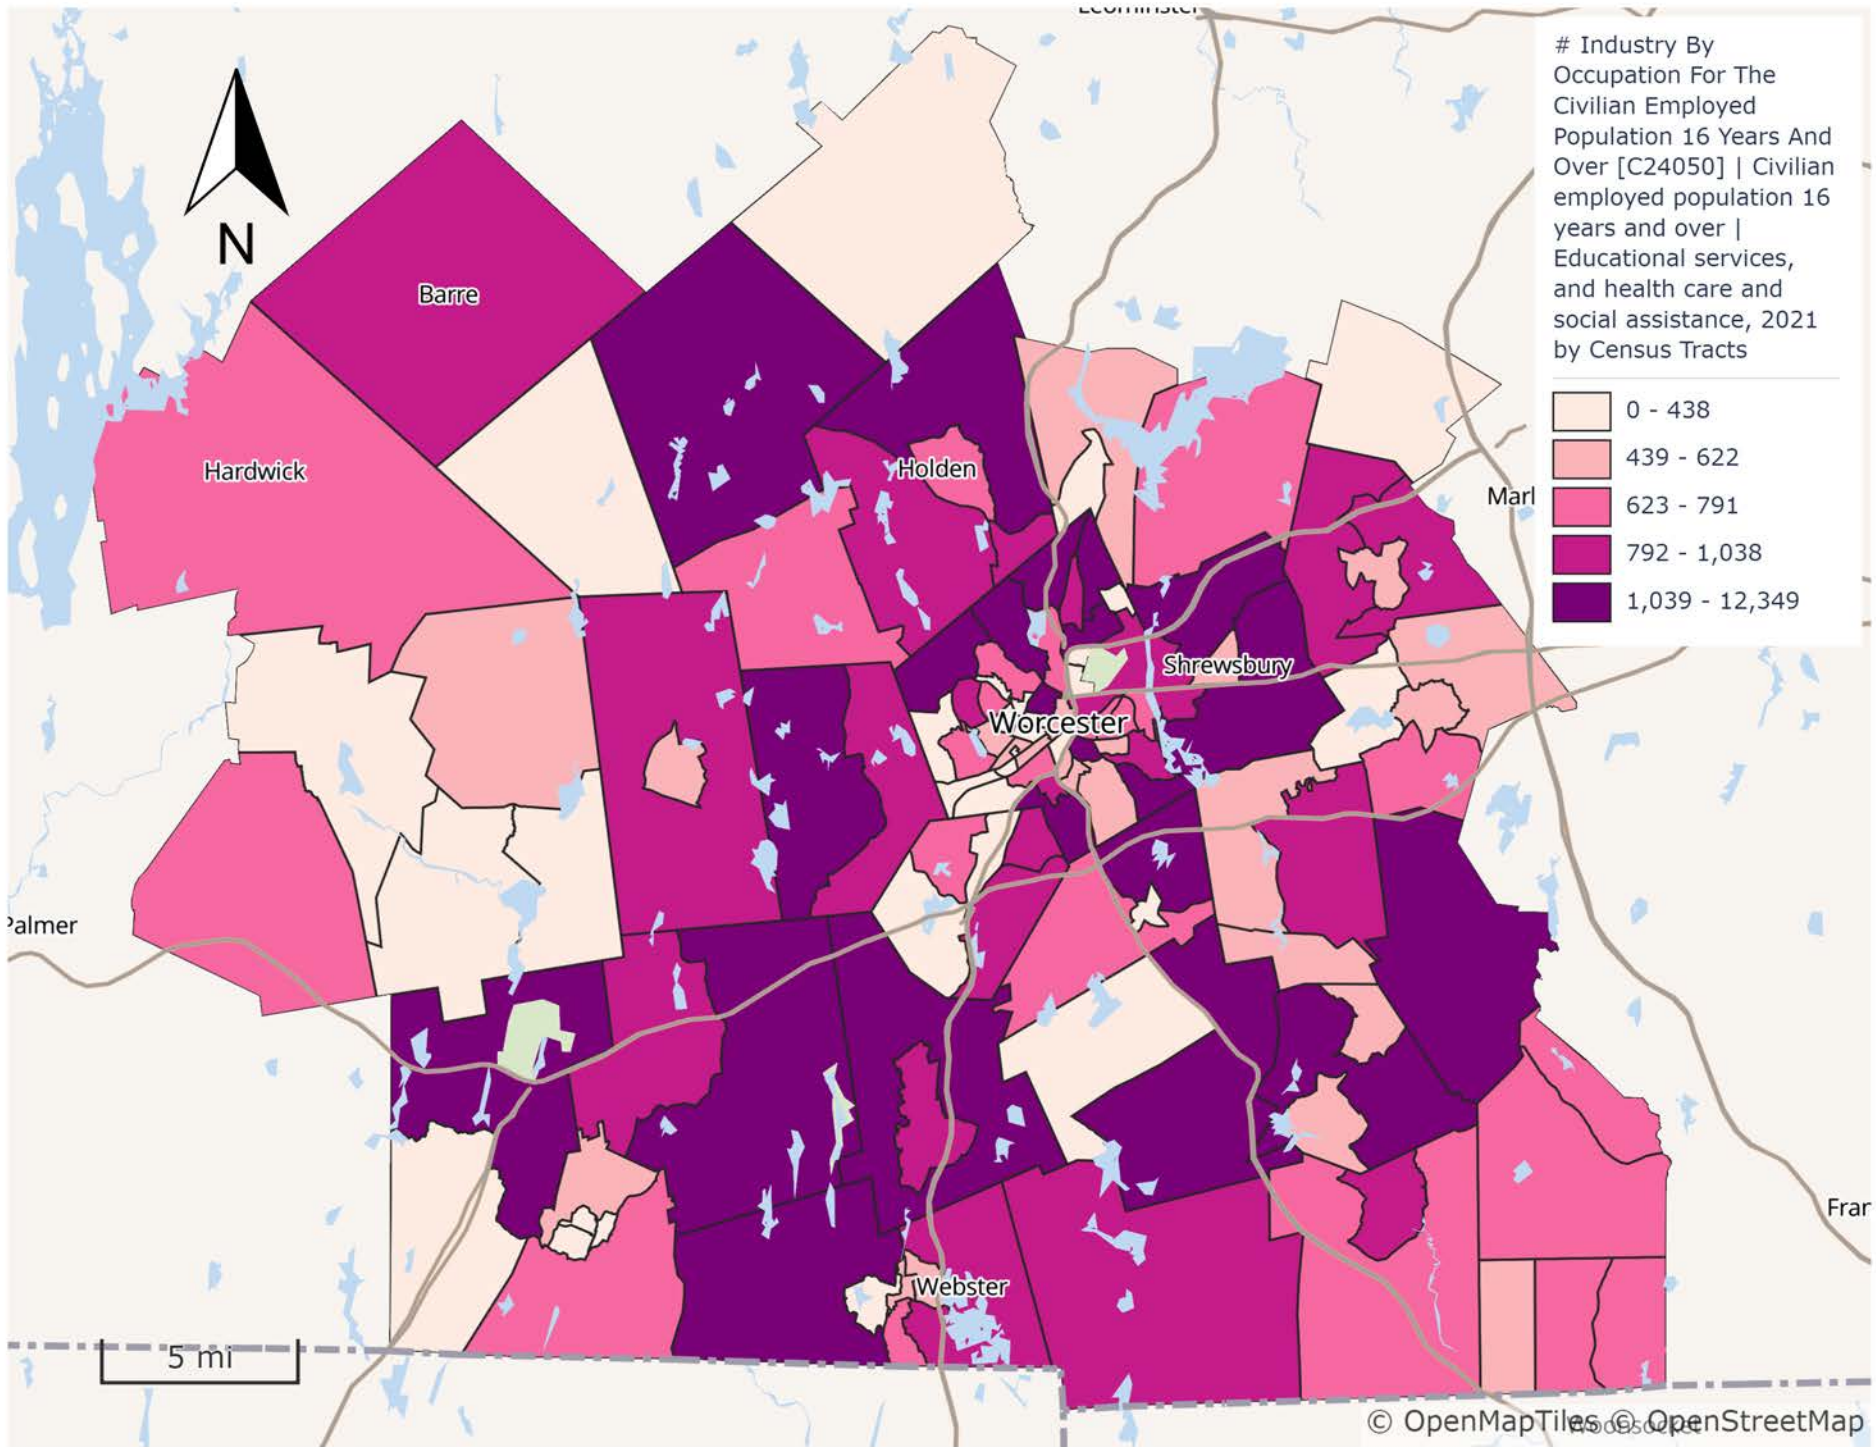 Leominster
# Industry By
Occupation For The
Civilian Employed
Population 16 Years And
Over [C24050] | Civilian
employed population 16
years and over |
Educational services,
and health care and
social assistance, 2021
by Census Tracts
0 - 438
439 - 622
623 - 791
792 - 1,038
1,039 - 12,349
N
Barre
Hardwick
Holden
Marl
Shrewsbury
Worcester
Palmer
Fran
Webster
5 mi
Woonsocket
© OpenMapTiles © OpenStreetMap